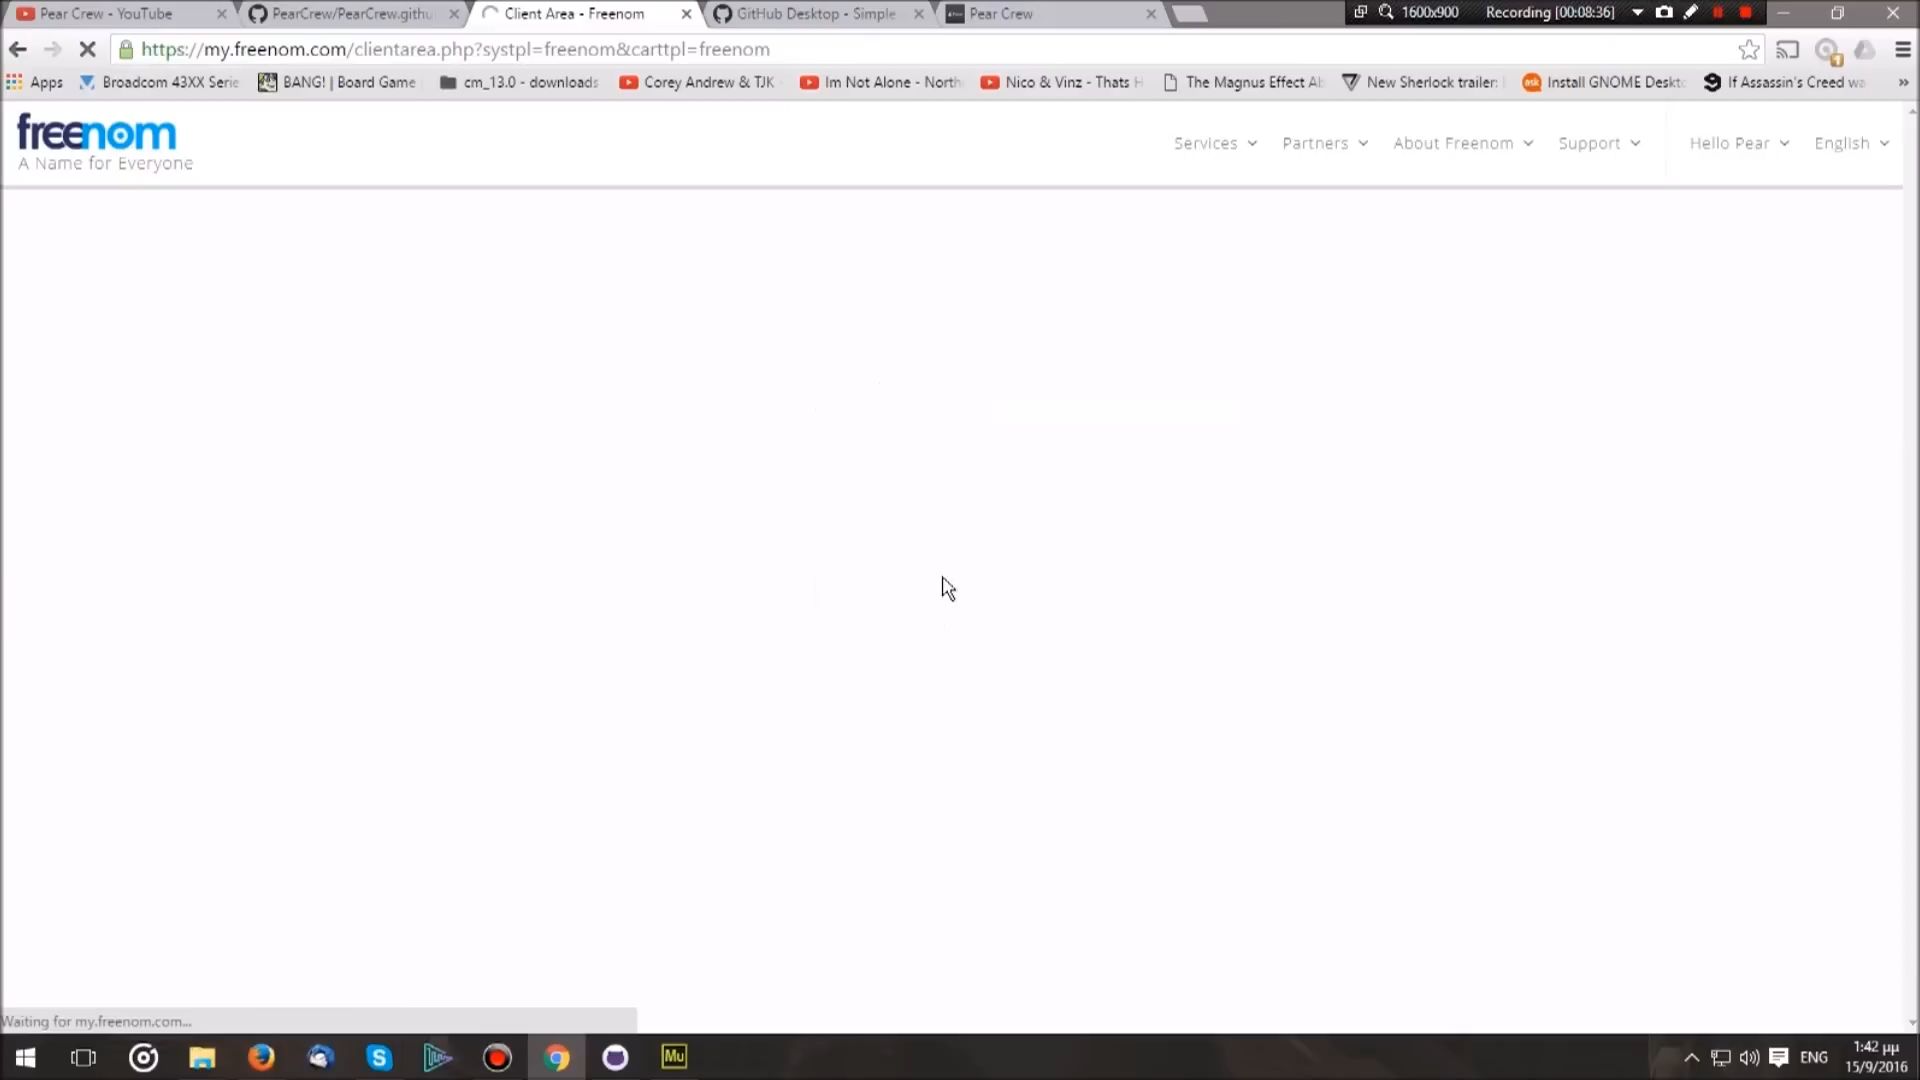 Pear Crew - YouTube
PearCrew/PearCrew.githu
Client Area - Freenom
GitHub Desktop - Simple
Pear Crew
1600x900
Recording [00:08:36]
https://my.freenom.com/clientarea.php?systpl=freenom&carttpl=freenom
Apps
Broadcom 43XX Serie
BANG! | Board Game
cm_13.0 - downloads
Corey Andrew & TJK
Im Not Alone - North
Nico & Vinz - Thats H
The Magnus Effect
New Sherlock trailer:
ask
Install GNOME Deskto
If Assassin's Creed wa
»
freenom
A Name for Everyone
Services
Partners
About Freenom
Support
Hello Pear
English
Waiting for my.freenom.com...
Mu
ENG
1:42 μμ
15/9/2016